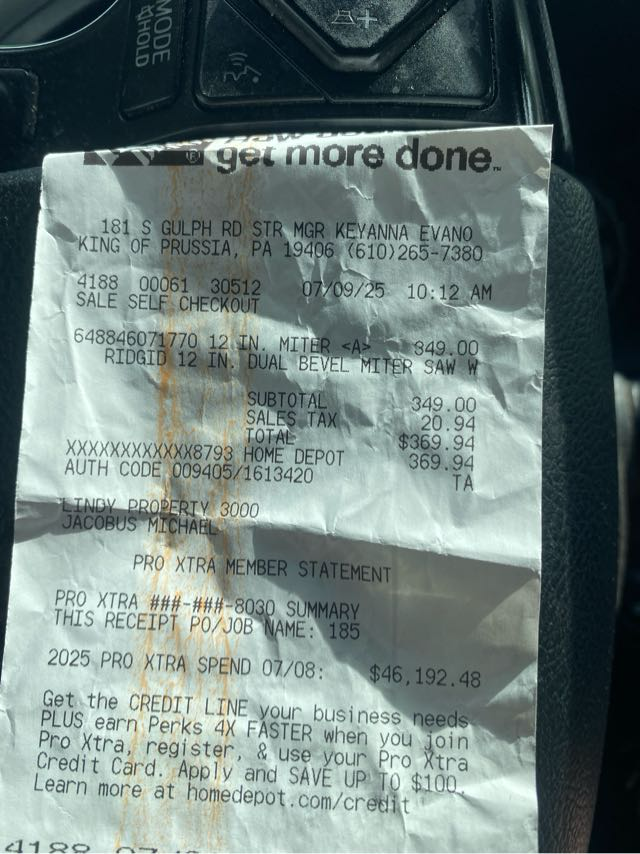 MODE
HOLD
get more done.™
181 S GULPH RD STR MGR KEYANNA EVANO
KING OF PRUSSIA, PA 19406 (610)265-7380
4188 00061 30512 07/09/25 10:12 AM
SALE SELF CHECKOUT
648846071770 12 IN. MITER <A> 349.00
RIDGID 12 IN. DUAL BEVEL MITER SAW W
SUBTOTAL 349.00
SALES TAX 20.94
TOTAL $369.94
XXXXXXXXXXXX8793 HOME DEPOT 369.94
AUTH CODE 009405/1613420 TA
LINDY PROPERTY 3000
JACOBUS MICHAEL
PRO XTRA MEMBER STATEMENT
PRO XTRA ###-###-8030 SUMMARY
THIS RECEIPT PO/JOB NAME: 185
2025 PRO XTRA SPEND 07/08: $46,192.48
Get the CREDIT LINE your business needs
PLUS earn Perks 4X FASTER when you join
Pro Xtra, register, & use your Pro Xtra
Credit Card. Apply and SAVE UP TO $100.
Learn more at homedepot.com/credit
4188